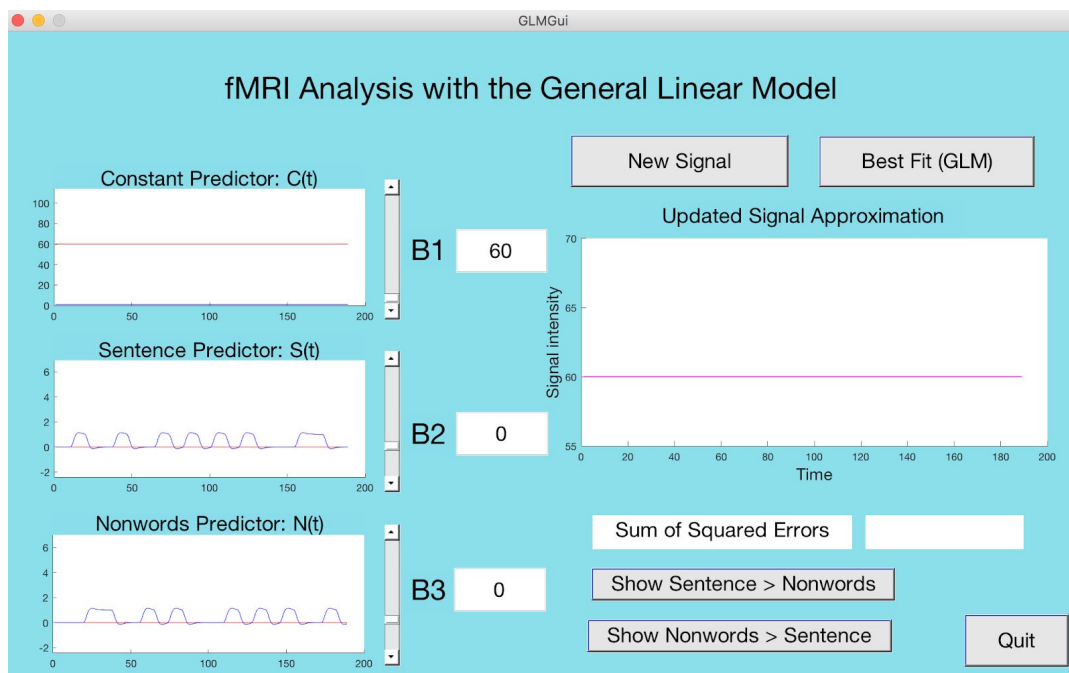 GLMGui
fMRI Analysis with the General Linear Model
New Signal
Best Fit (GLM)
Constant Predictor: C(t)
100
80
60
40
20
0
0 50 100 150 200
B1
60
Updated Signal Approximation
70
65
60
55
Signal intensity
0 20 40 60 80 100 120 140 160 180 200
Time
Sentence Predictor: S(t)
6
4
2
0
-2
0 50 100 150 200
B2
0
Nonwords Predictor: N(t)
6
4
2
0
-2
0 50 100 150 200
B3
0
Sum of Squared Errors
Show Sentence > Nonwords
Show Nonwords > Sentence
Quit